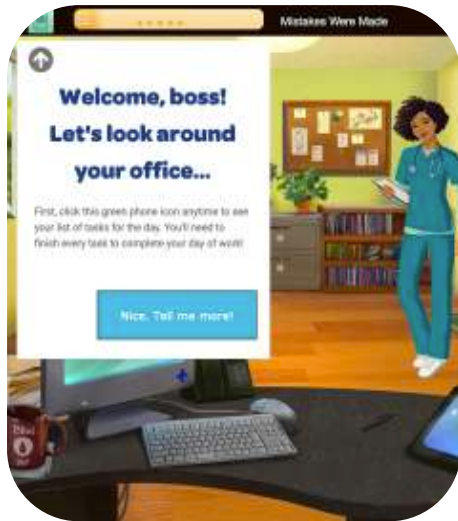 Mistakes Were Made
Welcome, boss!
Let's look around
your office...
First, click this green phone icon anytime to see
your list of tasks for the day. You'll need to
finish every task to complete your day of work!
Nice. Tell me more!